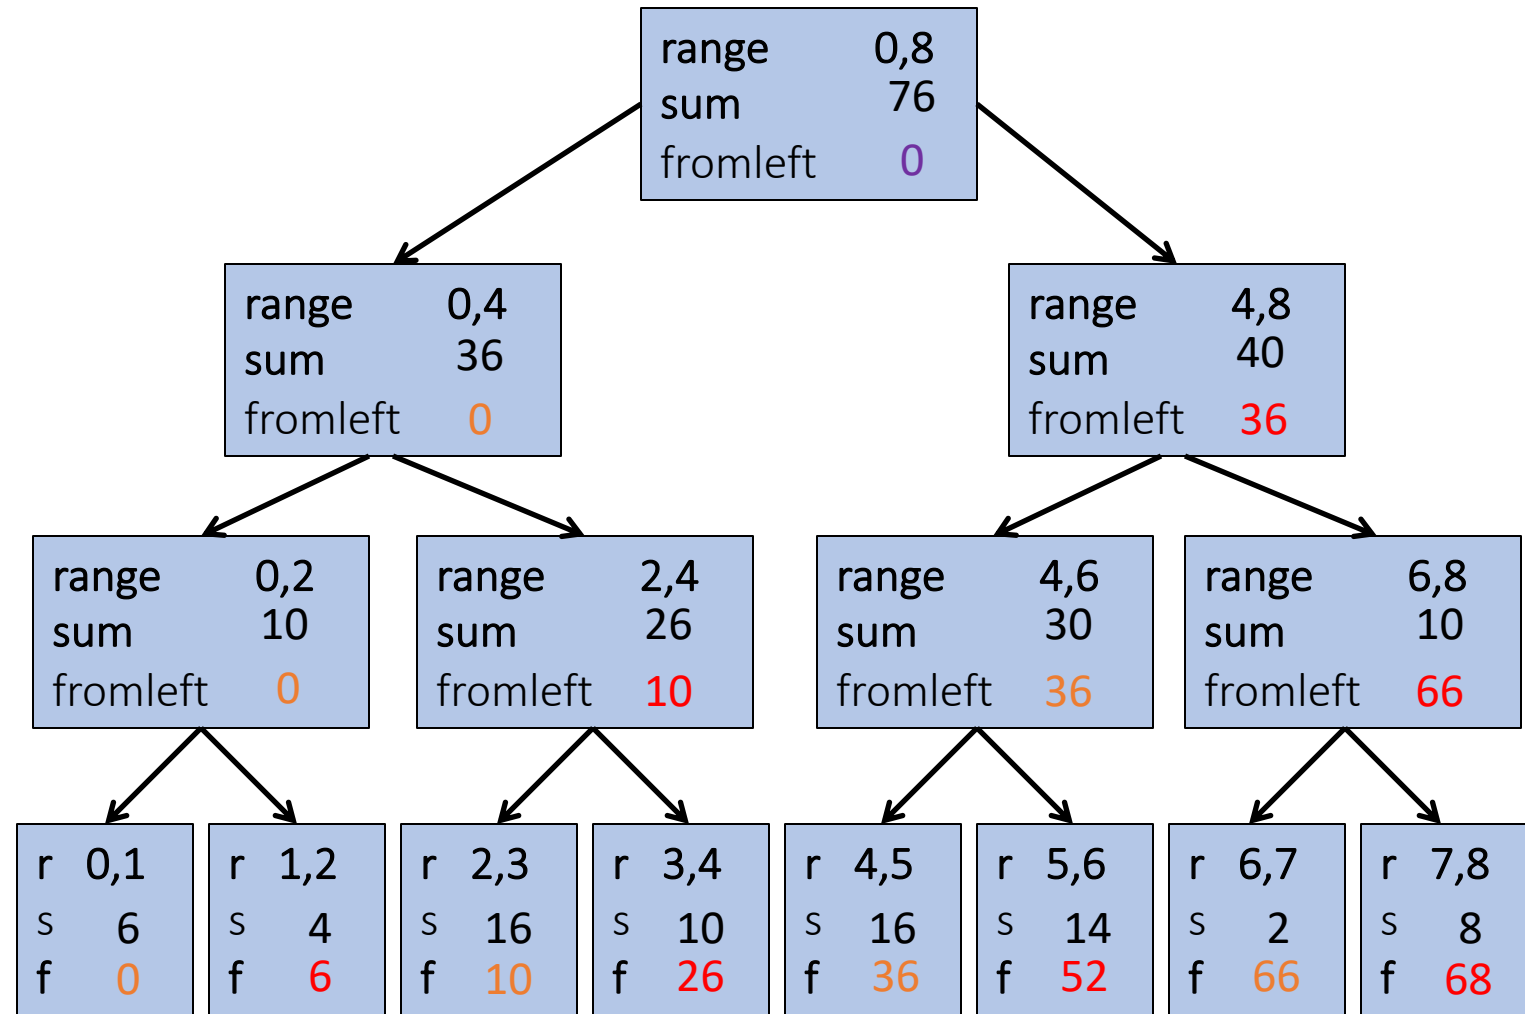 range 0,8
sum 76
fromleft 0
range 0,4
sum 36
fromleft 0
range 4,8
sum 40
fromleft 36
range 0,2
sum 10
fromleft 0
range 2,4
sum 26
fromleft 10
range 4,6
sum 30
fromleft 36
range 6,8
sum 10
fromleft 66
r 0,1
s 6
f 0
r 1,2
s 4
f 6
r 2,3
s 16
f 10
r 3,4
s 10
f 26
r 4,5
s 16
f 36
r 5,6
s 14
f 52
r 6,7
s 2
f 66
r 7,8
s 8
f 68